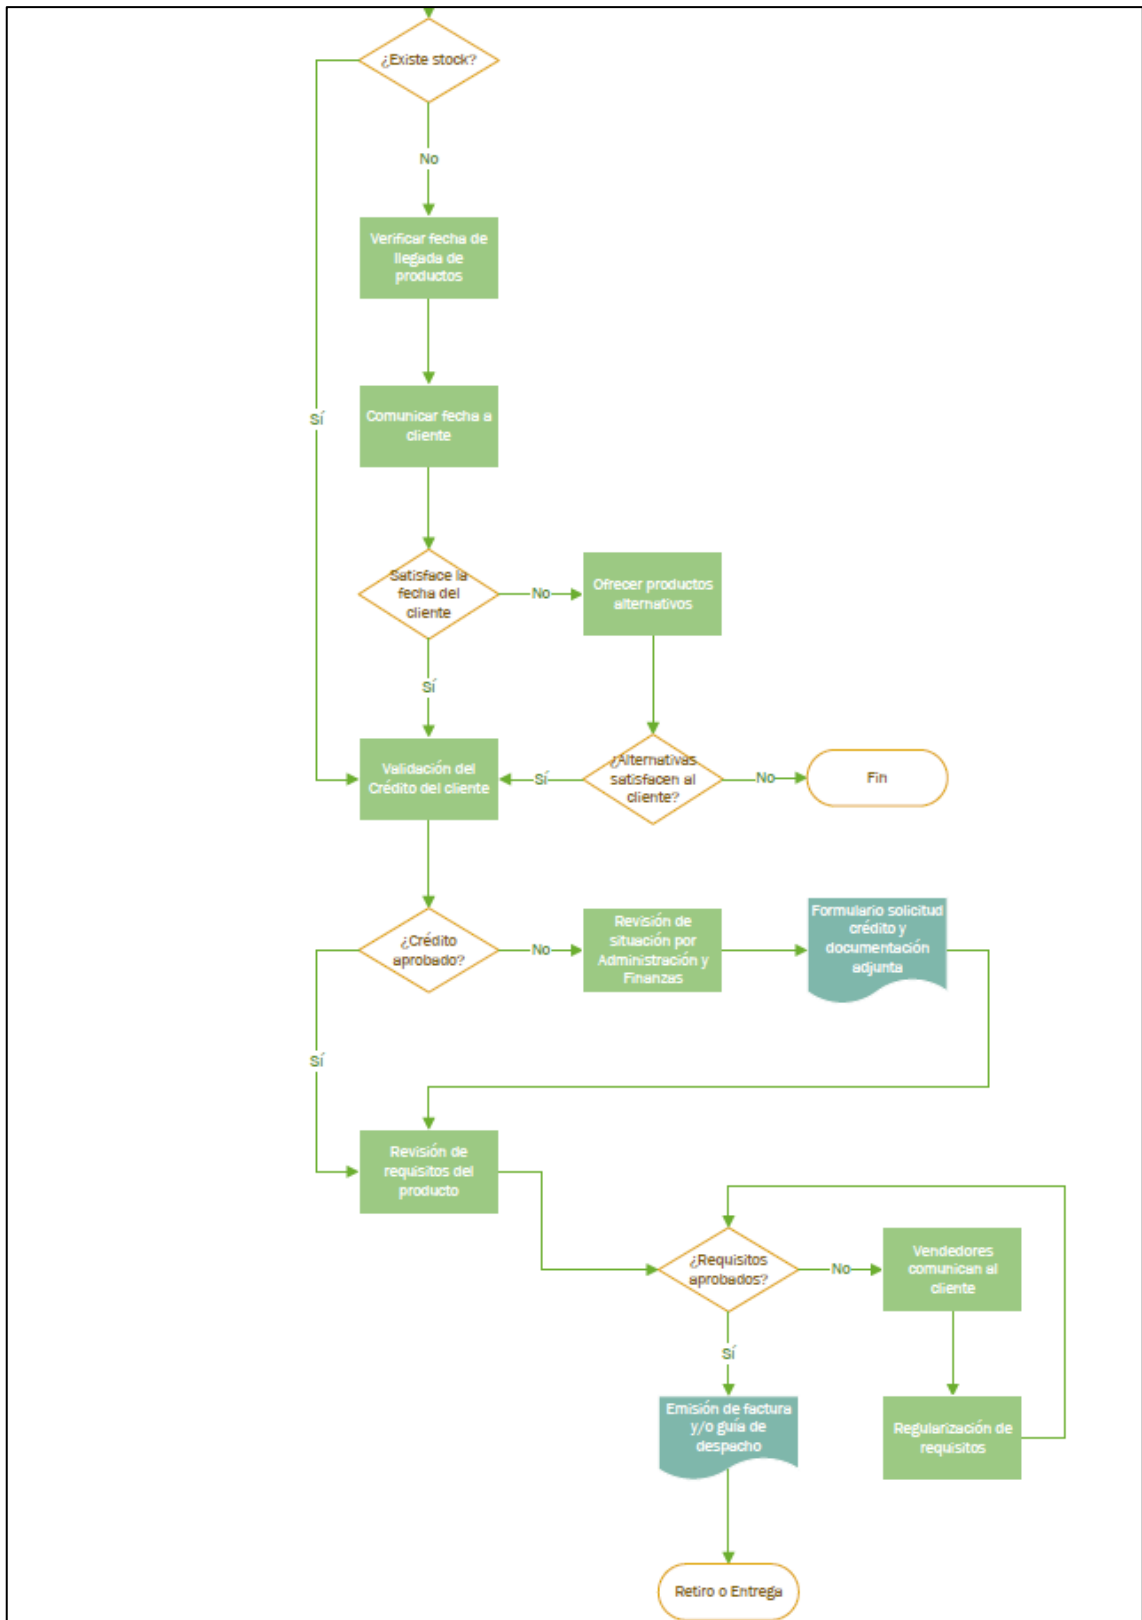 ¿Existe stock?
No
Verificar fecha de
llegada de
productos
Sí
Comunicar fecha a
cliente
Satisface la
fecha del
cliente
No
Ofrecer productos
alternativos
Sí
Validación del
Crédito del cliente
Sí
¿Alternativas
satisfacen al
cliente?
No
Fin
¿Crédito
aprobado?
No
Revisión de
situación por
Administración y
Finanzas
Formulario solicitud
crédito y
documentación
adjunta
Sí
Revisión de
requisitos del
producto
¿Requisitos
aprobados?
No
Vendedores
comunican al
cliente
Sí
Emisión de factura
y/o guía de
despacho
Regularización de
requisitos
Retiro o Entrega